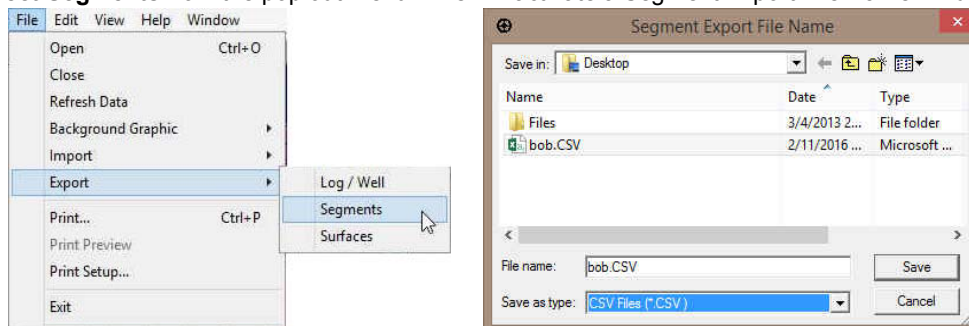 File Edit View Help Window
Open Ctrl+O
Close
Refresh Data
Background Graphic
Import
Export
Log / Well
Segments
Surfaces
Print... Ctrl+P
Print Preview
Print Setup...
Exit
Segment Export File Name
Save in: Desktop
Name Date Type
Files 3/4/2013 2... File folder
bob.CSV 2/11/2016 ... Microsoft ...
File name: bob.CSV Save
Save as type: CSV Files (*.CSV) Cancel